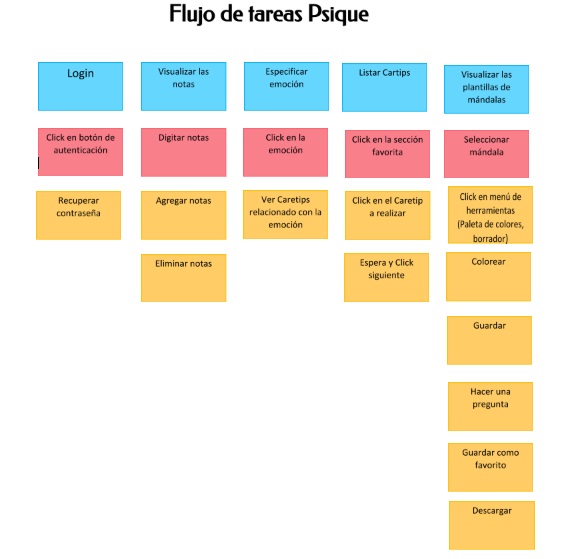 Flujo de tareas Psique
Login
Visualizar las
notas
Especificar
emoción
Listar Cartips
Visualizar las
plantillas de
mándalas
Click en botón de
autenticación
Digitar notas
Click en la
emoción
Click en la sección
favorita
Seleccionar
mándala
Recuperar
contraseña
Agregar notas
Ver Caretips
relacionado con la
emoción
Click en el Caretip
a realizar
Click en menú de
herramientas
(Paleta de colores,
borrador)
Eliminar notas
Espera y Click
siguiente
Colorear
Guardar
Hacer una
pregunta
Guardar como
favorito
Descargar